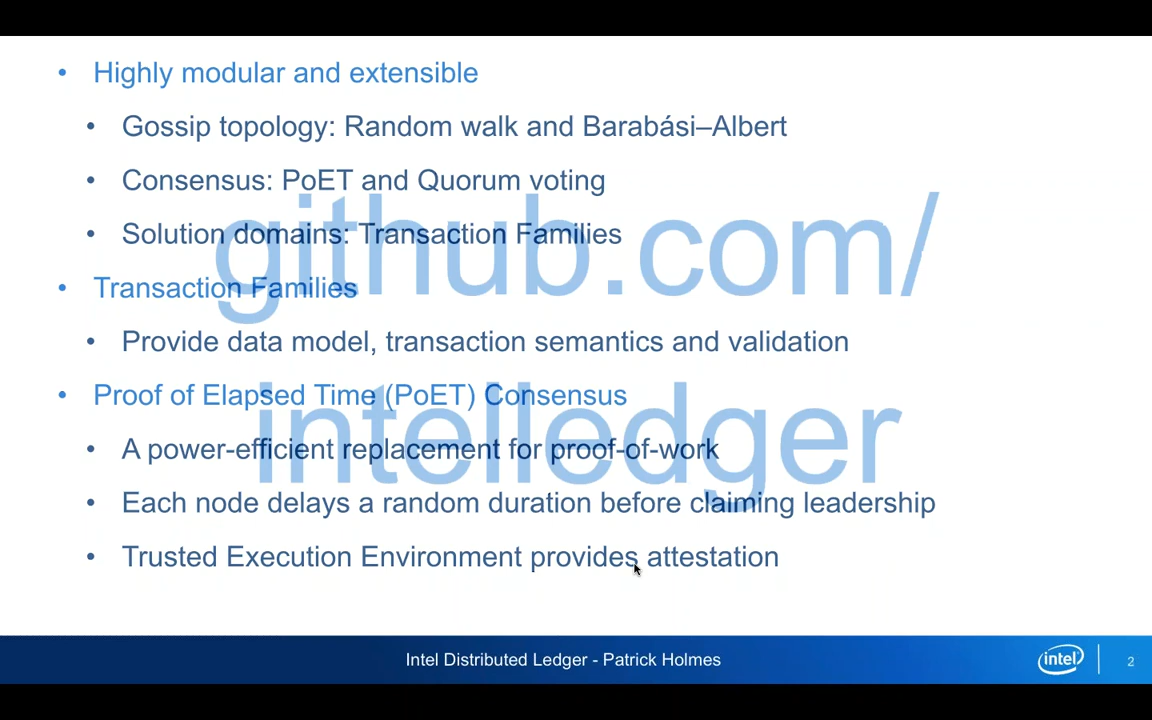 • Highly modular and extensible
• Gossip topology: Random walk and Barabási–Albert
• Consensus: PoET and Quorum voting
• Solution domains: Transaction Families
• Transaction Families
• Provide data model, transaction semantics and validation
• Proof of Elapsed Time (PoET) Consensus
• A power-efficient replacement for proof-of-work
• Each node delays a random duration before claiming leadership
• Trusted Execution Environment provides attestation
github.com/
intelledger
Intel Distributed Ledger - Patrick Holmes
intel
2